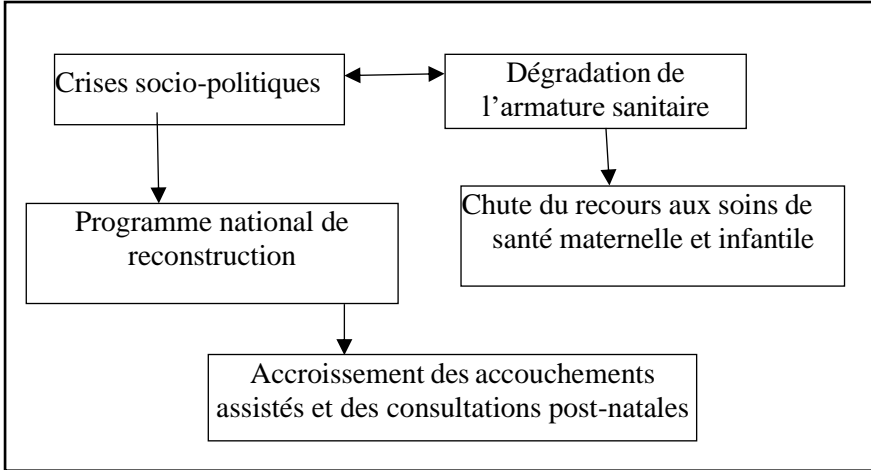 Crises socio-politiques
Dégradation de
l’armature sanitaire
Programme national de
reconstruction
Chute du recours aux soins de
santé maternelle et infantile
Accroissement des accouchements
assistés et des consultations post-natales